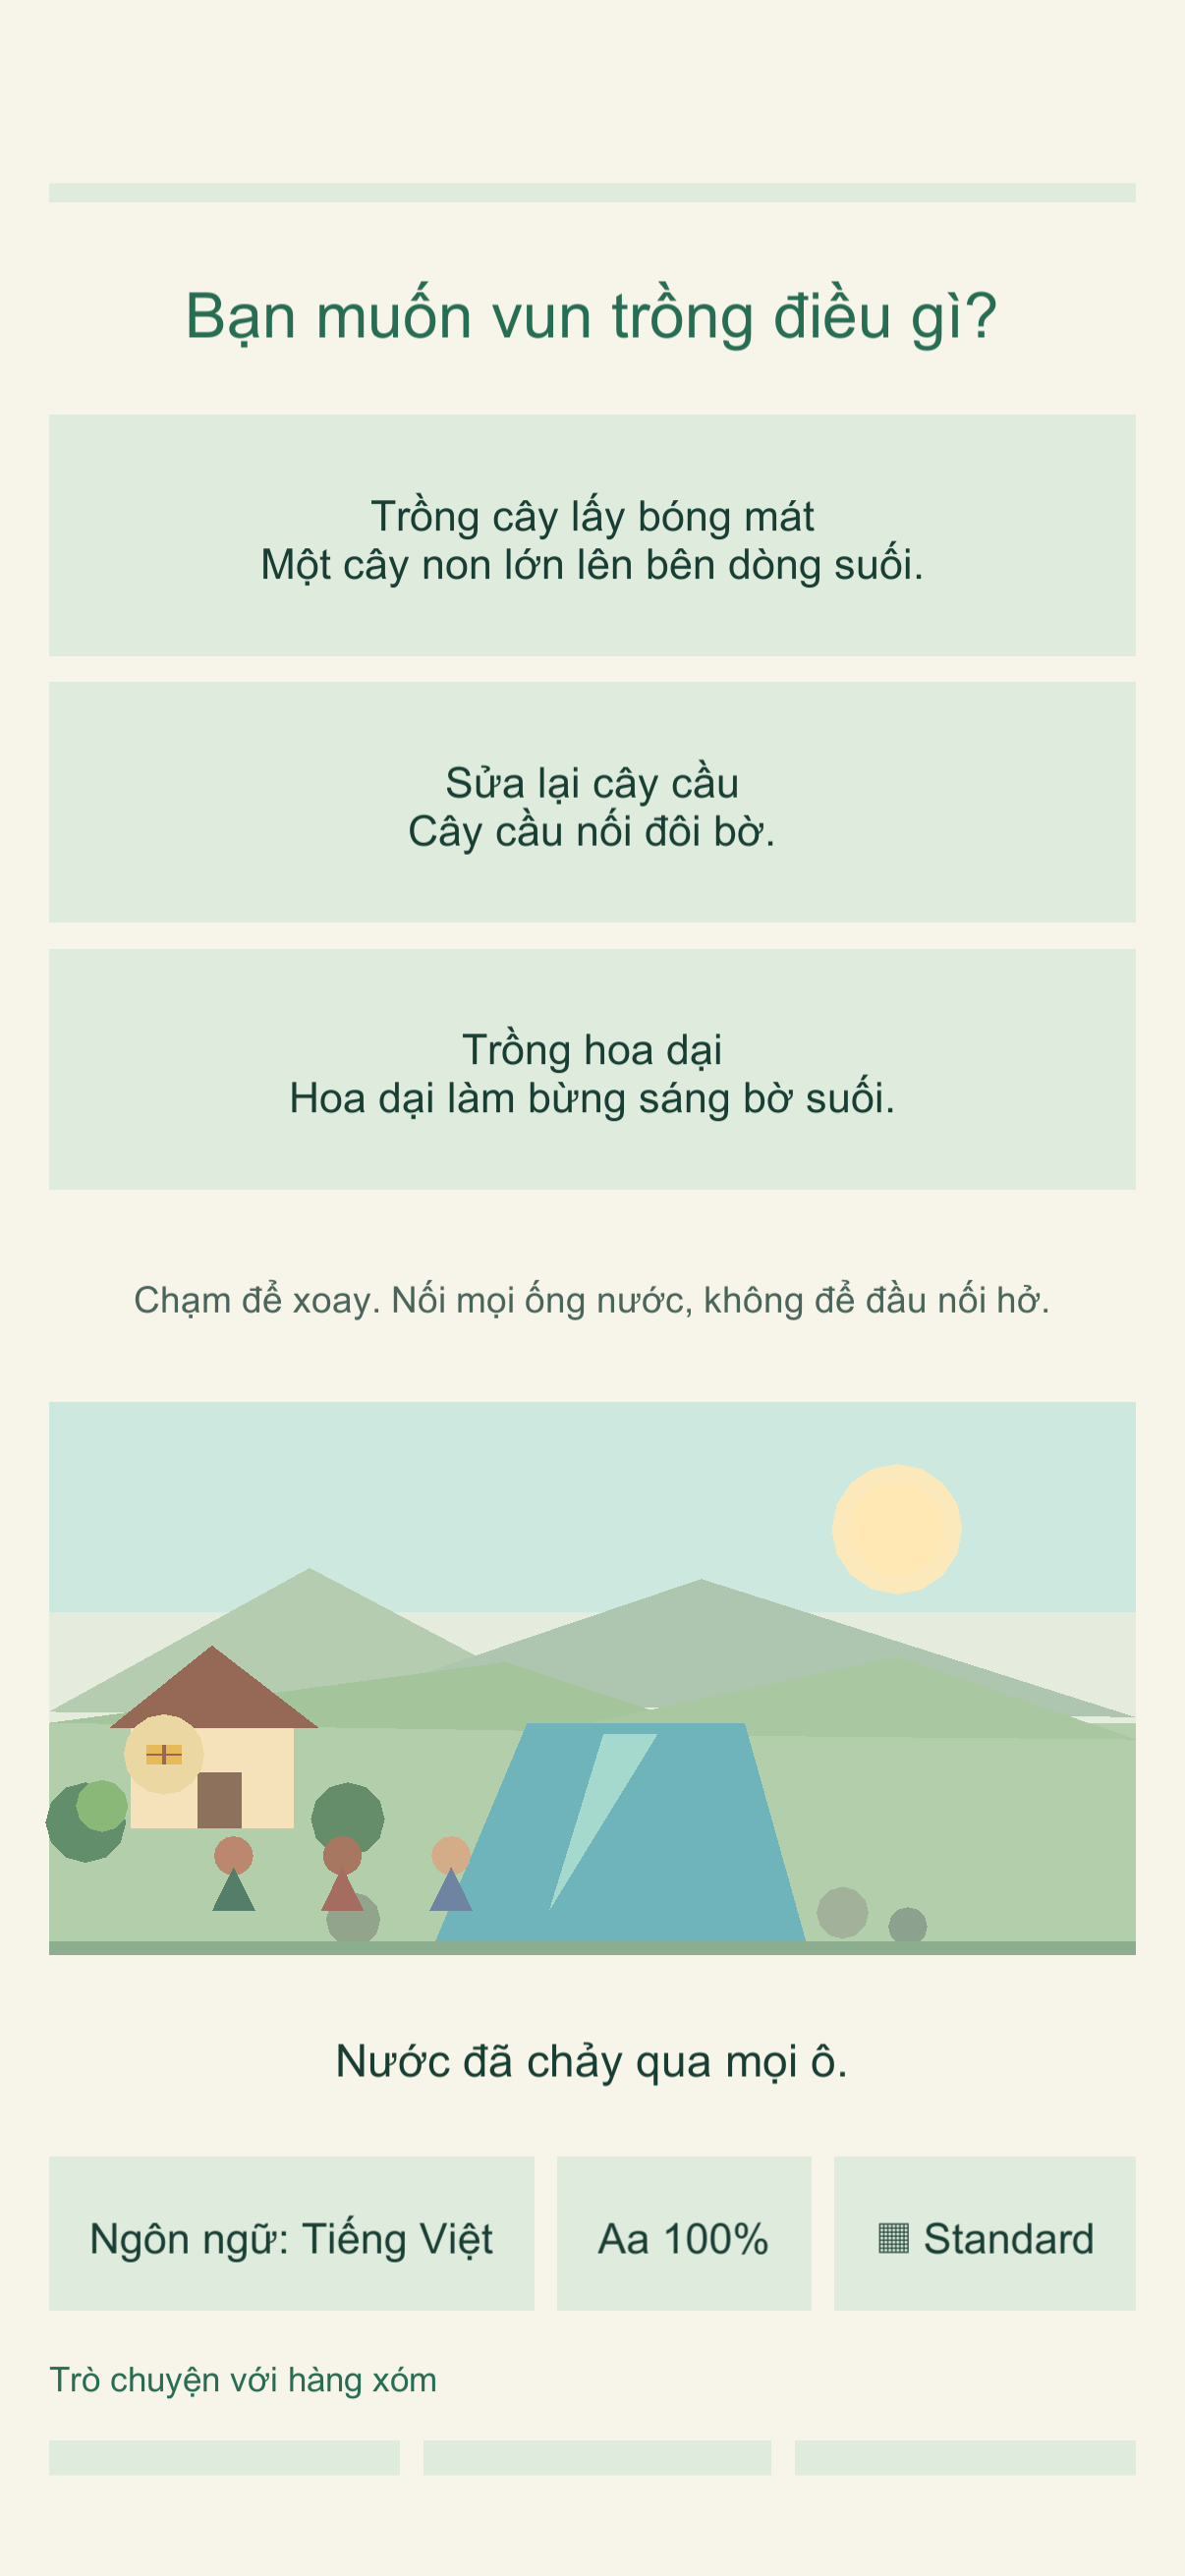 Bạn muốn vun trồng điều gì?
Trồng cây lấy bóng mát
Một cây non lớn lên bên dòng suối.
Sửa lại cây cầu
Cây cầu nối đôi bờ.
Trồng hoa dại
Hoa dại làm bừng sáng bờ suối.
Chạm để xoay. Nối mọi ống nước, không để đầu nối hở.
Nước đã chảy qua mọi ô.
Ngôn ngữ: Tiếng Việt
Aa 100%
▦ Standard
Trò chuyện với hàng xóm